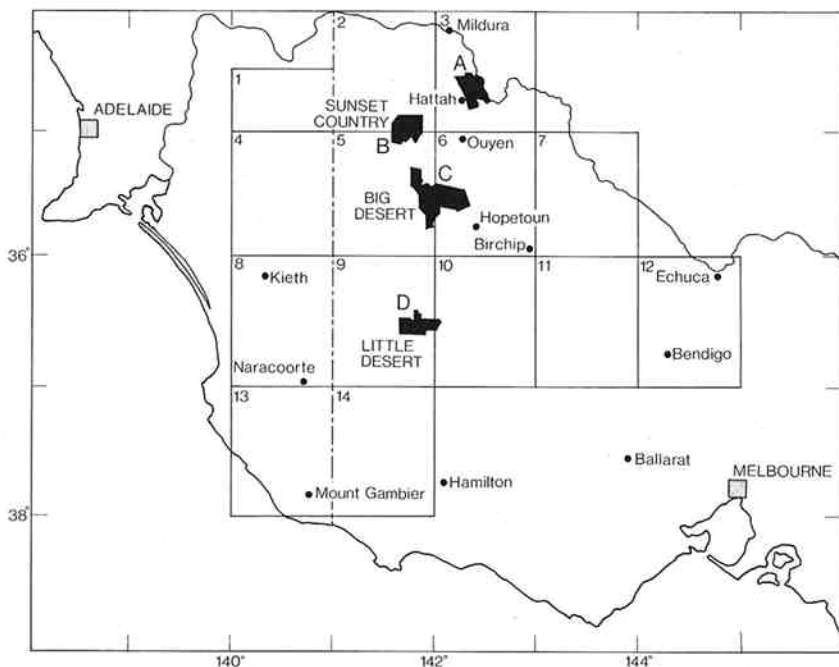 2
3
Mildura
A
1
Hattah
ADELAIDE
SUNSET
COUNTRY
4
5
B
6
Ouyen
7
C
BIG
DESERT
Hopetoun
Birchip
36°
8
9
10
11
12
Kieth
Echuca
D
LITTLE
DESERT
Bendigo
Naracoorte
13
14
Ballarat
MELBOURNE
Hamilton
Mount Gambier
38°
140°
142°
144°